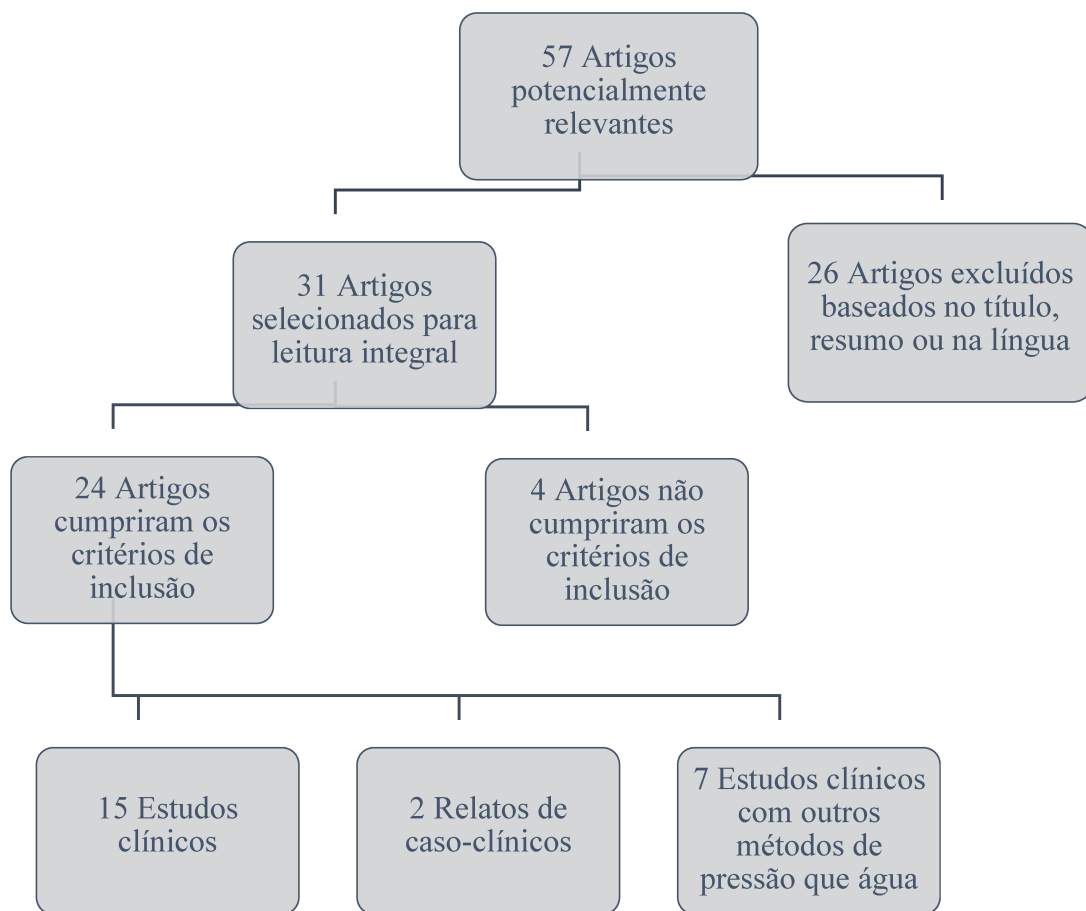 57 Artigos
potencialmente
relevantes
31 Artigos
selecionados para
leitura integral
26 Artigos excluídos
baseados no título,
resumo ou na língua
24 Artigos
cumpriram os
critérios de
inclusão
4 Artigos não
cumpriram os
critérios de
inclusão
15 Estudos
clínicos
2 Relatos de
caso-clínicos
7 Estudos clínicos
com outros
métodos de
pressão que água